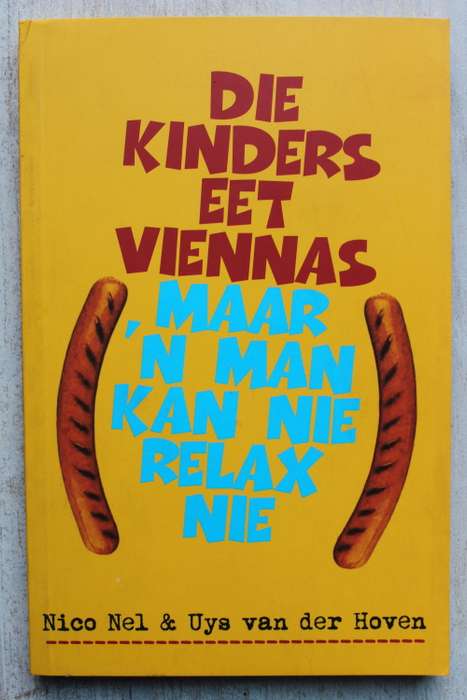 DIE
KINDERS
EET
VIENNAS
, MAAR
'N MAN
KAN NIE
RELAX
NIE
Nico Nel & Uys van der Hoven